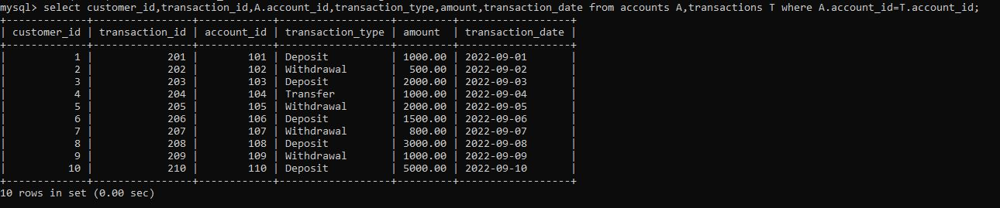 mysql> select customer_id,transaction_id,A.account_id,transaction_type,amount,transaction_date from accounts A,transactions T where A.account_id=T.account_id;
+-------------+----------------+------------+------------------+---------+------------------+
| customer_id | transaction_id | account_id | transaction_type | amount  | transaction_date |
+-------------+----------------+------------+------------------+---------+------------------+
|           1 |            201 |        101 | Deposit          | 1000.00 | 2022-09-01       |
|           2 |            202 |        102 | Withdrawal       |  500.00 | 2022-09-02       |
|           3 |            203 |        103 | Deposit          | 2000.00 | 2022-09-03       |
|           4 |            204 |        104 | Transfer         | 1000.00 | 2022-09-04       |
|           5 |            205 |        105 | Withdrawal       | 2000.00 | 2022-09-05       |
|           6 |            206 |        106 | Deposit          | 1500.00 | 2022-09-06       |
|           7 |            207 |        107 | Withdrawal       |  800.00 | 2022-09-07       |
|           8 |            208 |        108 | Deposit          | 3000.00 | 2022-09-08       |
|           9 |            209 |        109 | Withdrawal       | 1000.00 | 2022-09-09       |
|          10 |            210 |        110 | Deposit          | 5000.00 | 2022-09-10       |
+-------------+----------------+------------+------------------+---------+------------------+
10 rows in set (0.00 sec)